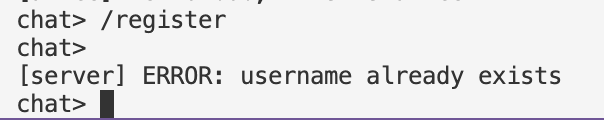 chat> /register
chat>
[server] ERROR: username already exists
chat>